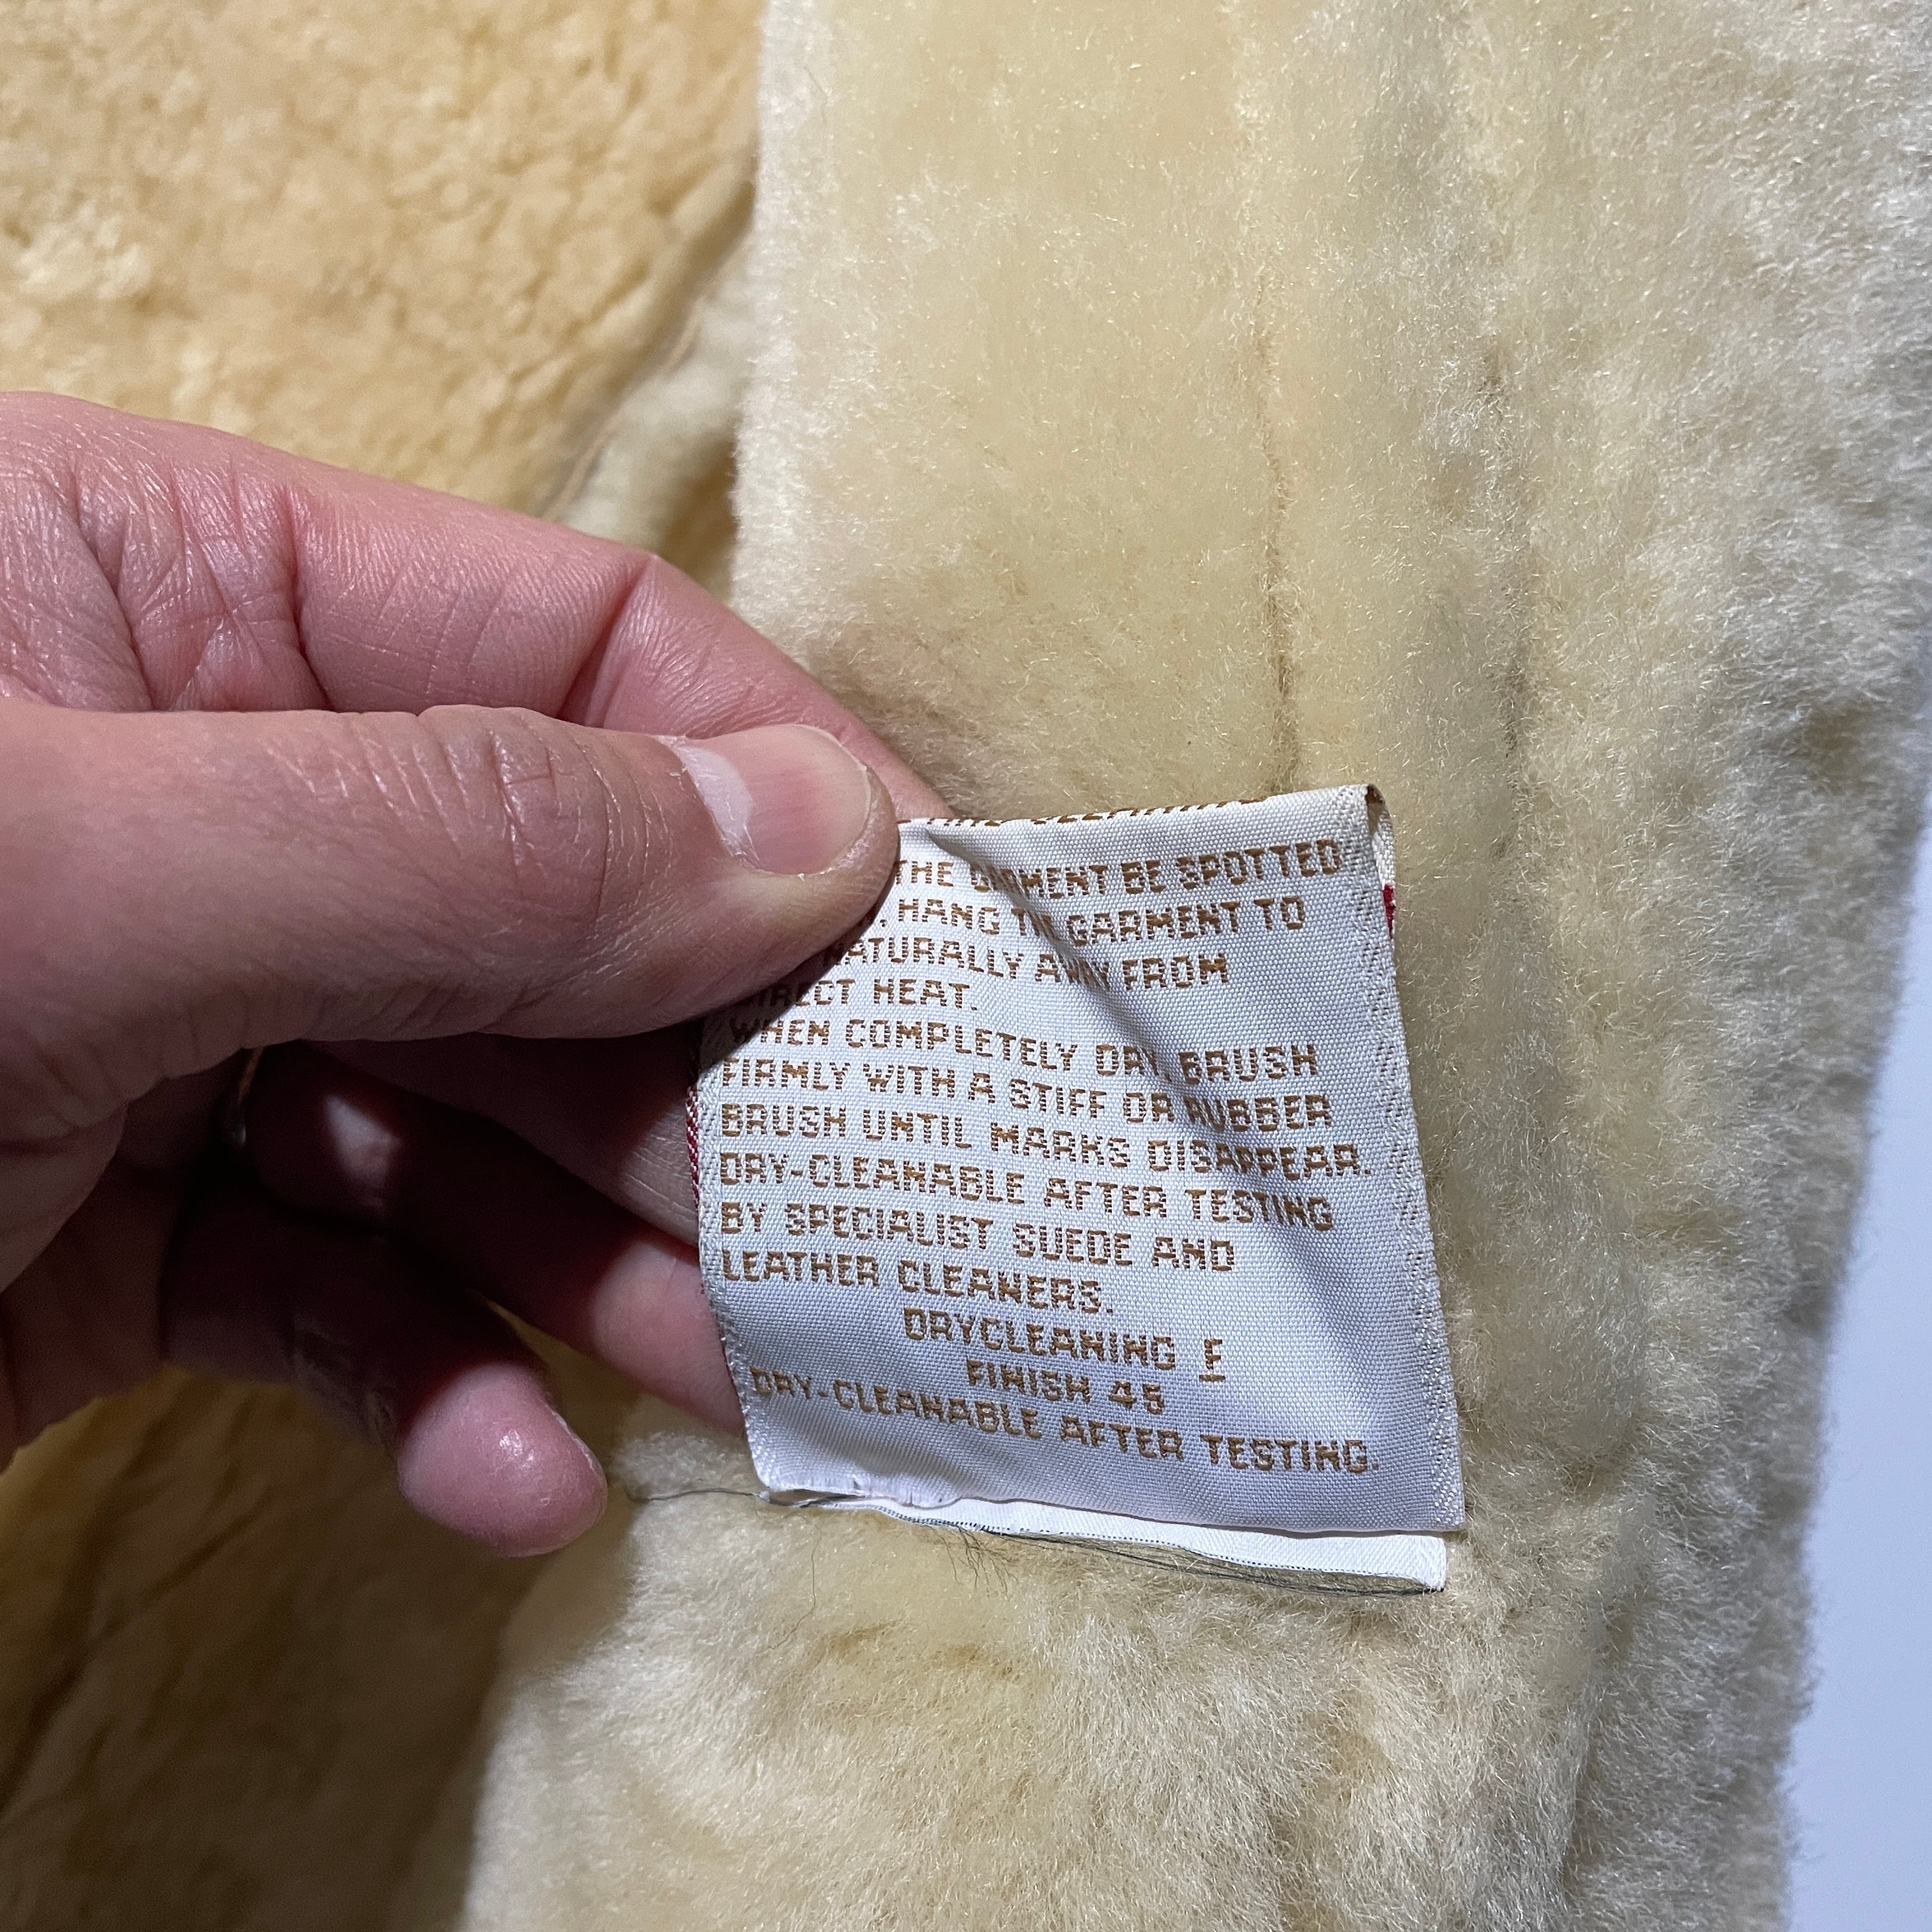 THE GARMENT BE SPOTTED
, HANG THE GARMENT TO
NATURALLY AWAY FROM
DIRECT HEAT.
WHEN COMPLETELY DRY, BRUSH
FIRMLY WITH A STIFF OR RUBBER
BRUSH UNTIL MARKS DISAPPEAR.
DRY-CLEANABLE AFTER TESTING
BY SPECIALIST SUEDE AND
LEATHER CLEANERS.
DRYCLEANING F
FINISH 45
DRY-CLEANABLE AFTER TESTING.